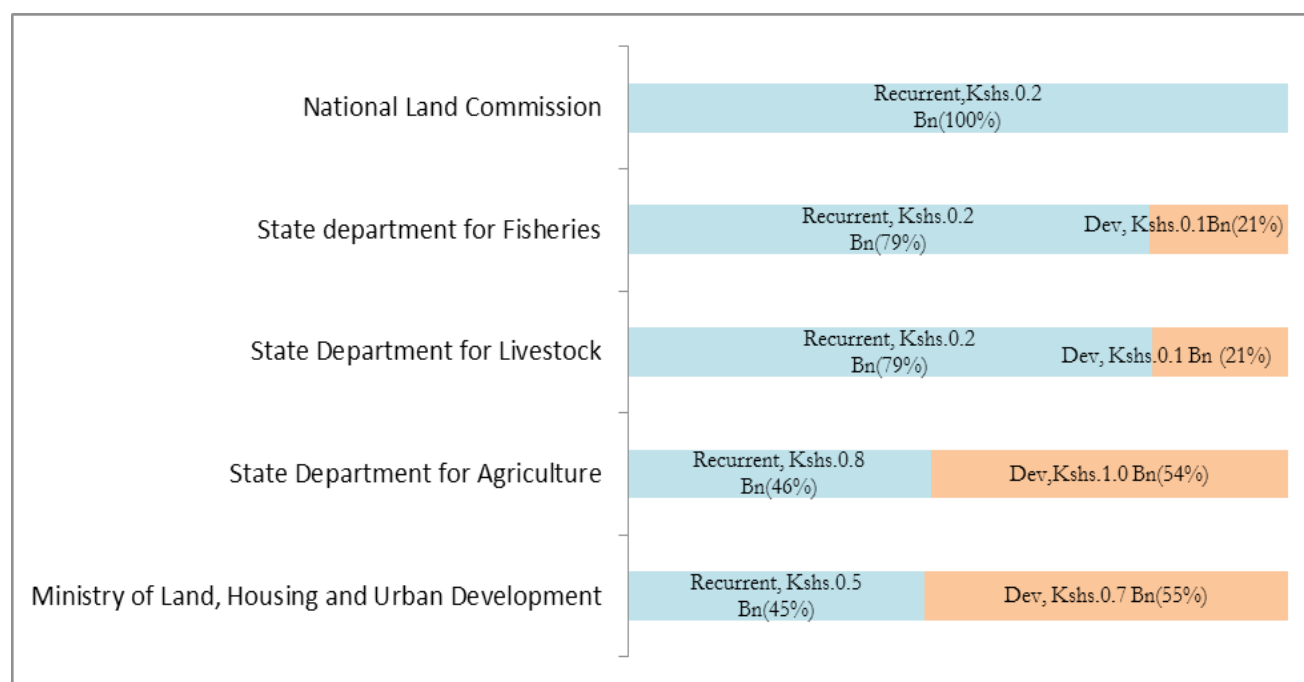 National Land Commission
Recurrent,Kshs.0.2
Bn(100%)
State department for Fisheries
Recurrent, Kshs.0.2
Bn(79%)
Dev, Kshs.0.1Bn(21%)
State Department for Livestock
Recurrent, Kshs.0.2
Bn(79%)
Dev, Kshs.0.1 Bn (21%)
State Department for Agriculture
Recurrent, Kshs.0.8
Bn(46%)
Dev,Kshs.1.0 Bn(54%)
Ministry of Land, Housing and Urban Development
Recurrent, Kshs.0.5
Bn(45%)
Dev, Kshs.0.7 Bn(55%)